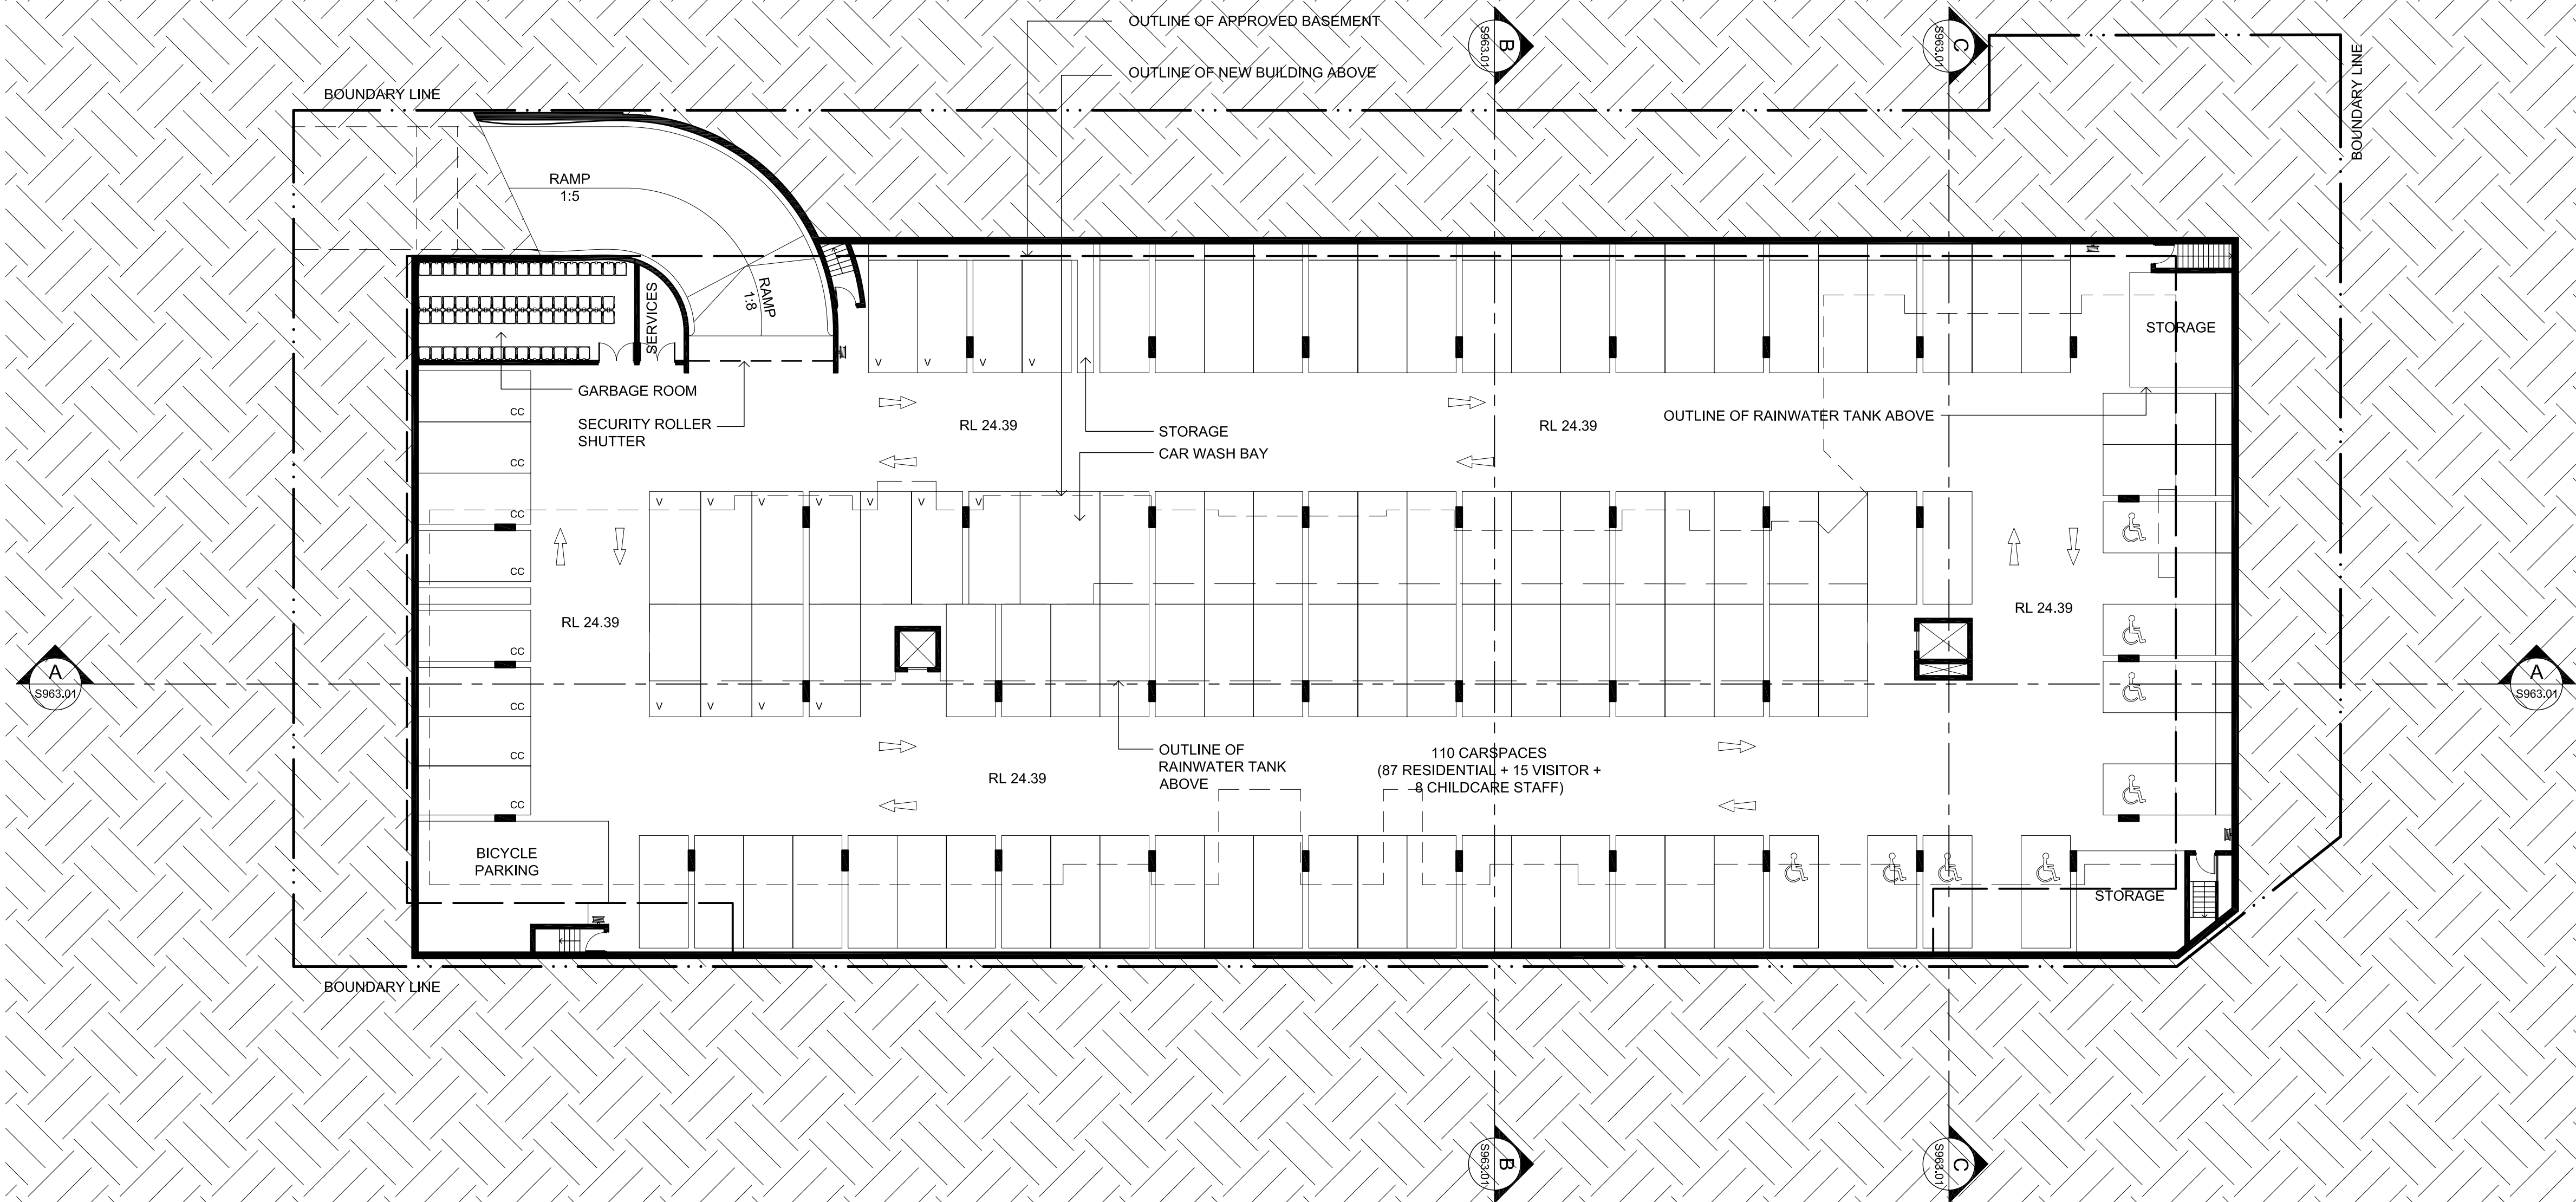 OUTLINE OF APPROVED BASEMENT
B
S963.01
C
S963.01
OUTLINE OF NEW BUILDING ABOVE
BOUNDARY LINE
BOUNDARY LINE
RAMP
1:5
RAMP
1:8
SERVICES
STORAGE
V
V
V
V
GARBAGE ROOM
CC
SECURITY ROLLER
SHUTTER
RL 24.39
STORAGE
CAR WASH BAY
RL 24.39
OUTLINE OF RAINWATER TANK ABOVE
CC
V
V
V
V
V
V
V
CC
CC
RL 24.39
RL 24.39
CC
A
S963.01
A
S963.01
CC
V
V
V
V
CC
OUTLINE OF
RAINWATER TANK
ABOVE
110 CARSPACES
(87 RESIDENTIAL + 15 VISITOR +
8 CHILDCARE STAFF)
RL 24.39
CC
BICYCLE
PARKING
STORAGE
BOUNDARY LINE
B
S963.01
C
S963.01